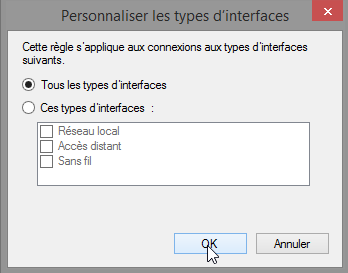 Personnaliser les types d'interfaces
Cette règle s'applique aux connexions aux types d'interfaces
suivants.
Tous les types d'interfaces
Ces types d'interfaces :
Réseau local
Accès distant
Sans fil
OK
Annuler